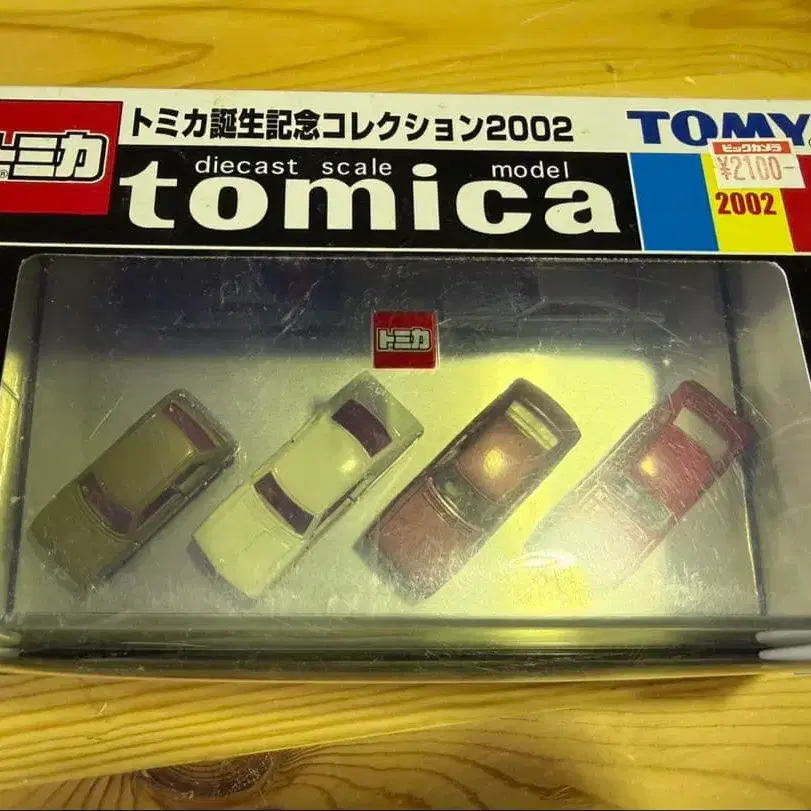 トミカ誕生記念コレクション2002
TOMY
トミカ®
diecast scale model
tomica
ビックカメラ
¥2100-
2002
トミカ